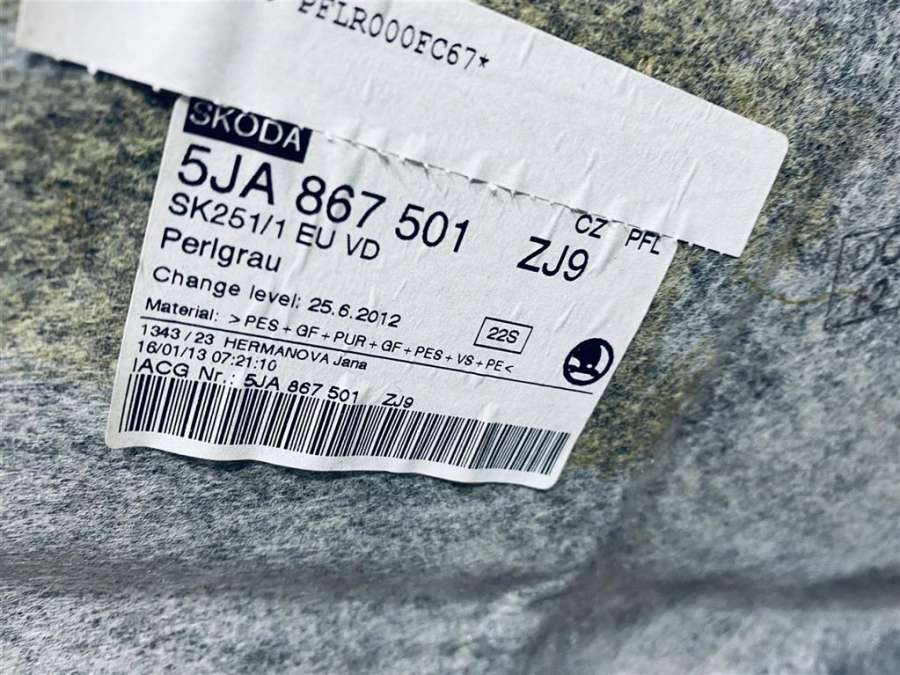 PFLR000FC67*
SKODA
5JA 867 501 ZJ9
CZ PFL
SK251/1 EU VD
Perlgrau
Change level: 25.6.2012
22S
Material: >PES+GF+PUR+GF+PES+VS+PE<
1343/23 HERMANOVA Jana
16/01/13 07:21:10
IACG Nr.: 5JA 867 501 ZJ9